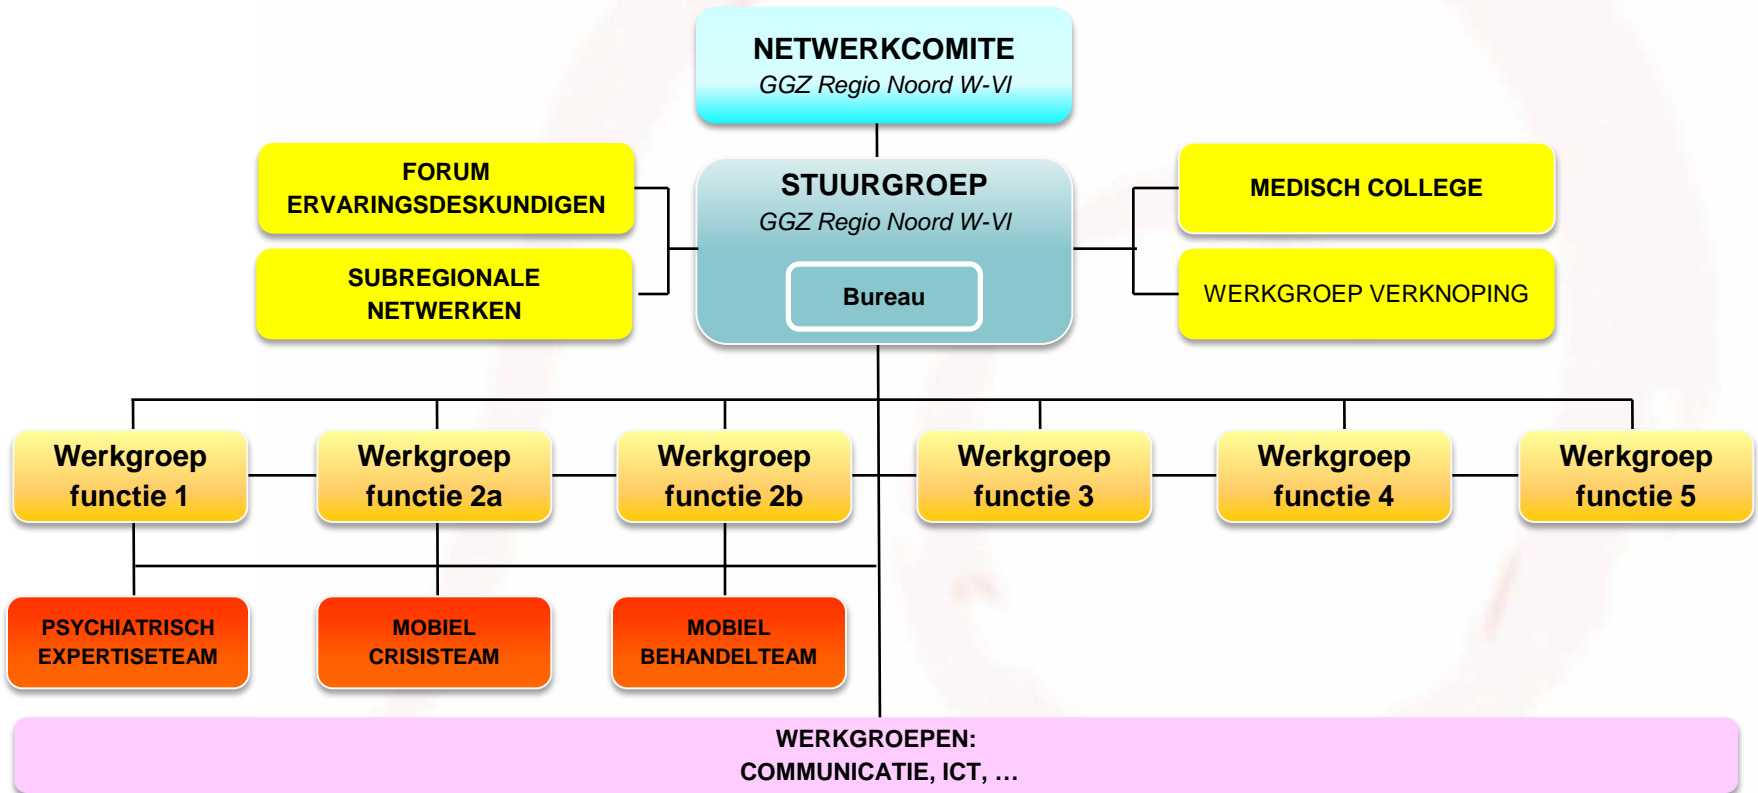 NETWERKCOMITE
GGZ Regio Noord W-Vl
FORUM
ERVARINGSDESKUNDIGEN
STUURGROEP
GGZ Regio Noord W-Vl
MEDISCH COLLEGE
SUBREGIONALE
NETWERKEN
Bureau
WERKGROEP VERKNOPING
Werkgroep
functie 1
Werkgroep
functie 2a
Werkgroep
functie 2b
Werkgroep
functie 3
Werkgroep
functie 4
Werkgroep
functie 5
PSYCHIATRISCH
EXPERTISETEAM
MOBIEL
CRISISTEAM
MOBIEL
BEHANDELTEAM
WERKGROEPEN:
COMMUNICATIE, ICT, …